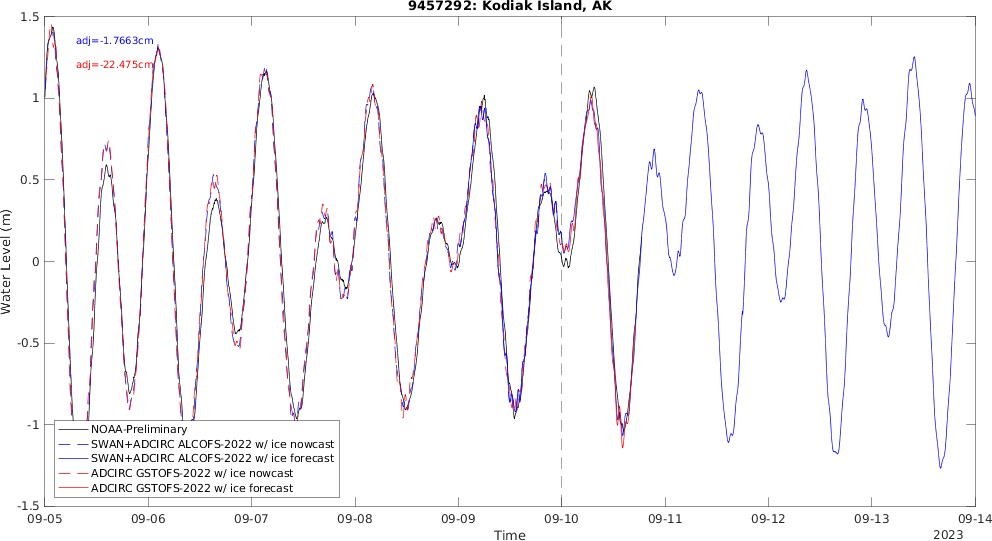 9457292: Kodiak Island, AK
adj=-1.7663cm
adj=-22.475cm
Water Level (m)
1.5
1
0.5
0
-0.5
-1
-1.5
NOAA-Preliminary
SWAN+ADCIRC ALCOFS-2022 w/ ice nowcast
SWAN+ADCIRC ALCOFS-2022 w/ ice forecast
ADCIRC GSTOFS-2022 w/ ice nowcast
ADCIRC GSTOFS-2022 w/ ice forecast
09-05 09-06 09-07 09-08 09-09 09-10 09-11 09-12 09-13 09-14
Time
2023